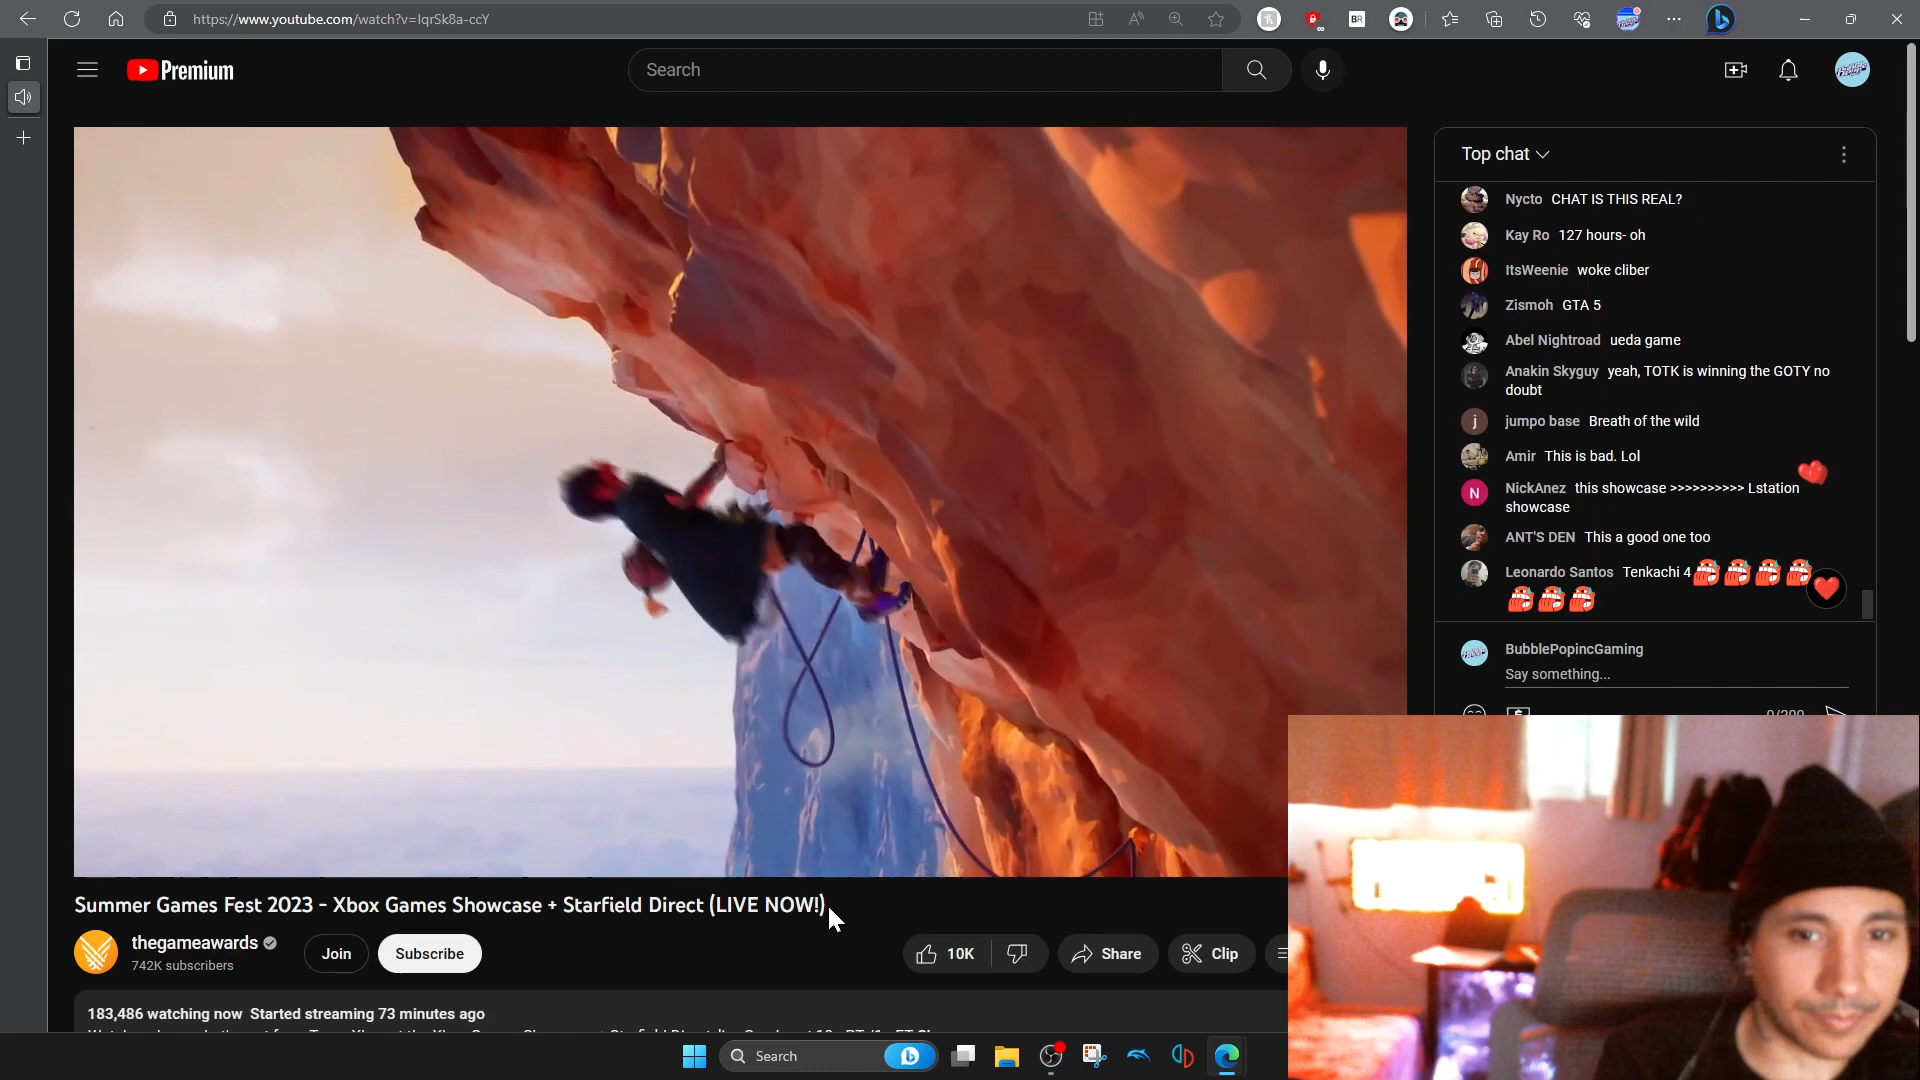 https://www.youtube.com/watch?v=lqrSk8a-ccY
BR
Premium
Search
Top chat
Nycto CHAT IS THIS REAL?
Kay Ro 127 hours- oh
ItsWeenie woke cliber
Zismoh GTA 5
Abel Nightroad ueda game
Anakin Skyguy yeah, TOTK is winning the GOTY no
doubt
j jumpo base Breath of the wild
Amir This is bad. Lol
N NickAnez this showcase >>>>>>>>>> Lstation
showcase
ANT'S DEN This a good one too
Leonardo Santos Tenkachi 4
BubblePopincGaming
Say something...
0/200
Summer Games Fest 2023 - Xbox Games Showcase + Starfield Direct (LIVE NOW!)
thegameawards
742K subscribers
Join
Subscribe
10K
Share
Clip
183,486 watching now Started streaming 73 minutes ago
Search